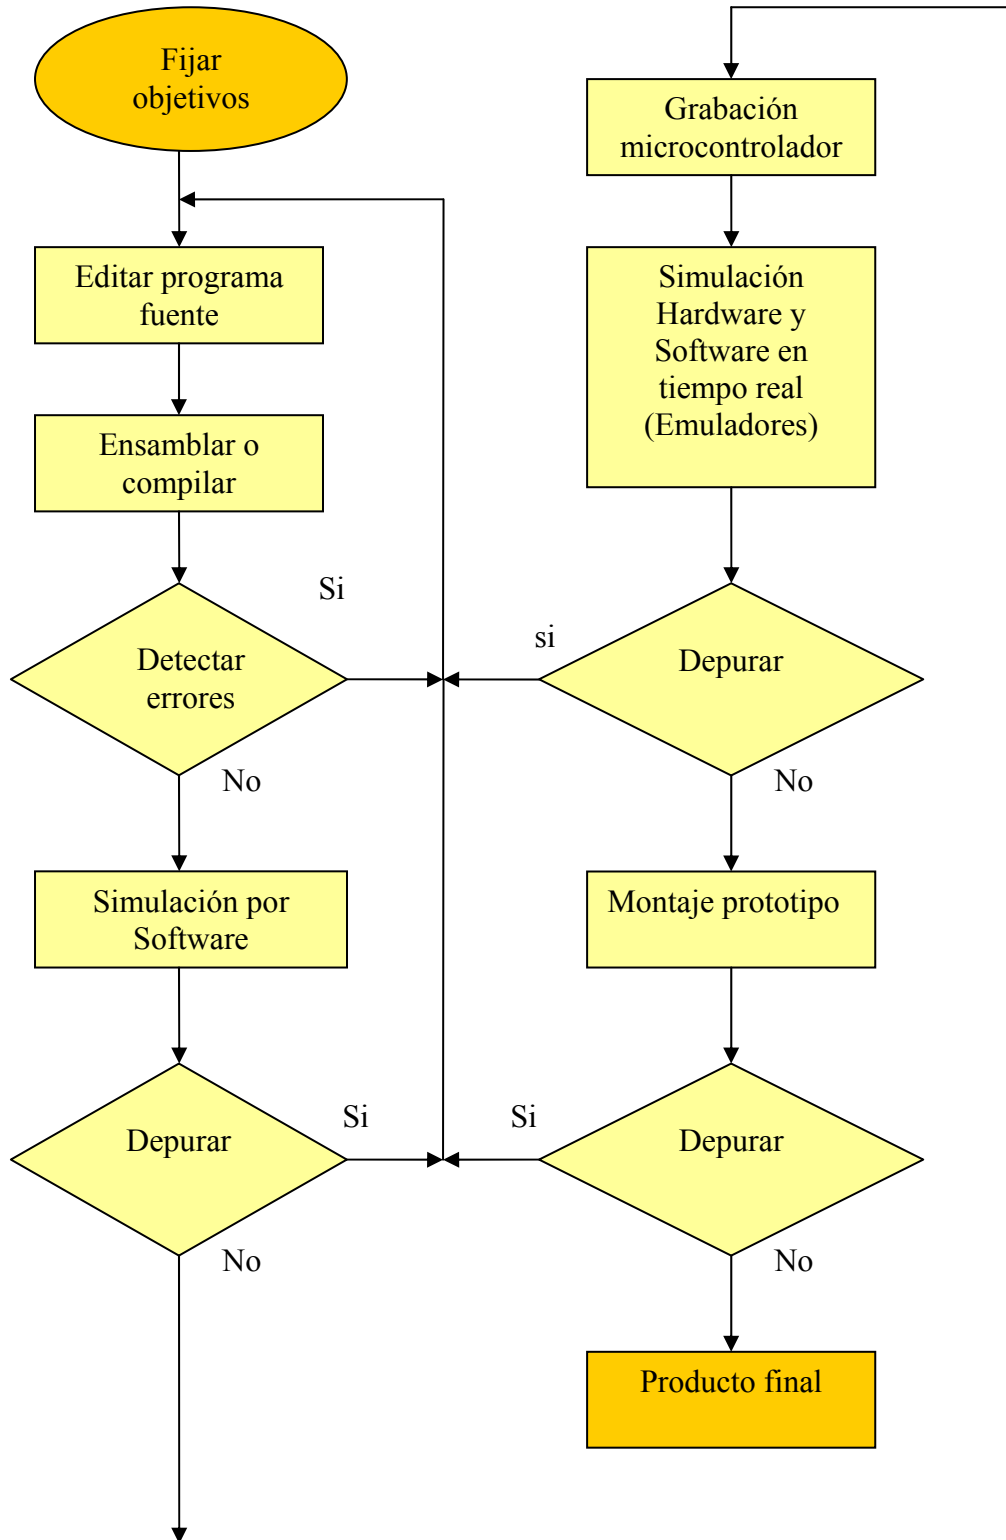 Fijar
objetivos
Editar programa
fuente
Ensamblar o
compilar
Si
Detectar
errores
No
Simulación por
Software
Depurar
Si
No
Grabación
microcontrolador
Simulación
Hardware y
Software en
tiempo real
(Emuladores)
si
Depurar
No
Montaje prototipo
Si
Depurar
No
Producto final